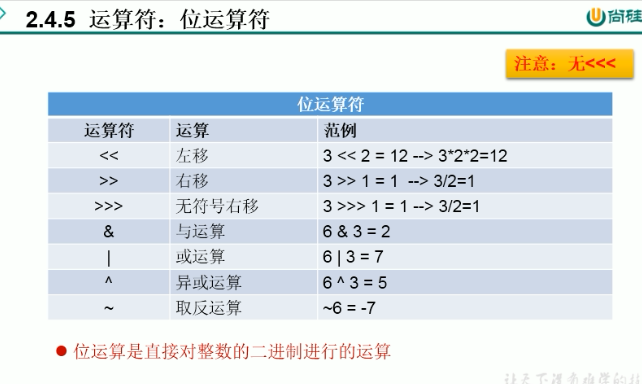 2.4.5 运算符：位运算符
尚硅
注意：无<<<
位运算符
运算符 运算 范例
<< 左移 3 << 2 = 12 --> 3*2*2=12
>> 右移 3 >> 1 = 1 --> 3/2=1
>>> 无符号右移 3 >>> 1 = 1 --> 3/2=1
& 与运算 6 & 3 = 2
| 或运算 6 | 3 = 7
^ 异或运算 6 ^ 3 = 5
~ 取反运算 ~6 = -7
● 位运算是直接对整数的二进制进行的运算